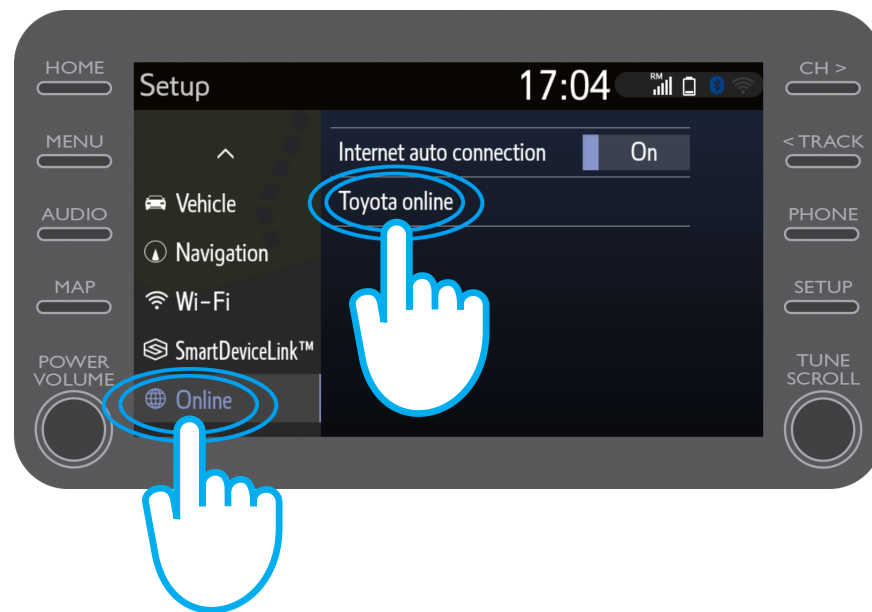 HOME
MENU
AUDIO
MAP
POWER
VOLUME
Setup
17:04
RM
Vehicle
Navigation
Wi-Fi
SmartDeviceLink™
Online
Internet auto connection
On
Toyota online
CH >
< TRACK
PHONE
SETUP
TUNE
SCROLL